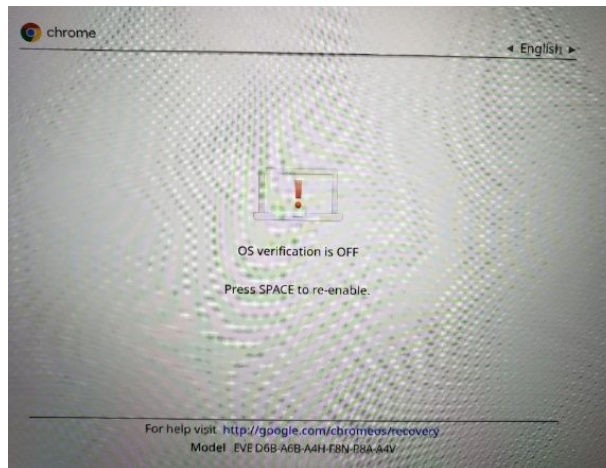 chrome
◄ English ►
OS verification is OFF
Press SPACE to re-enable.
For help visit http://google.com/chromeos/recovery
Model EVE D6B-A6B-A4H-F8N-P8A-A4V